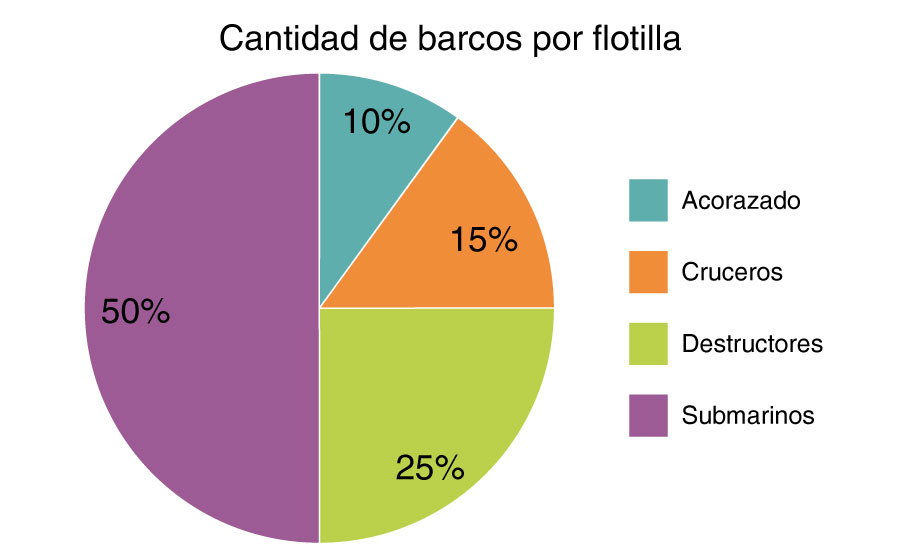 Cantidad de barcos por flotilla
10%
15%
50%
25%
Acorazado
Cruceros
Destructores
Submarinos